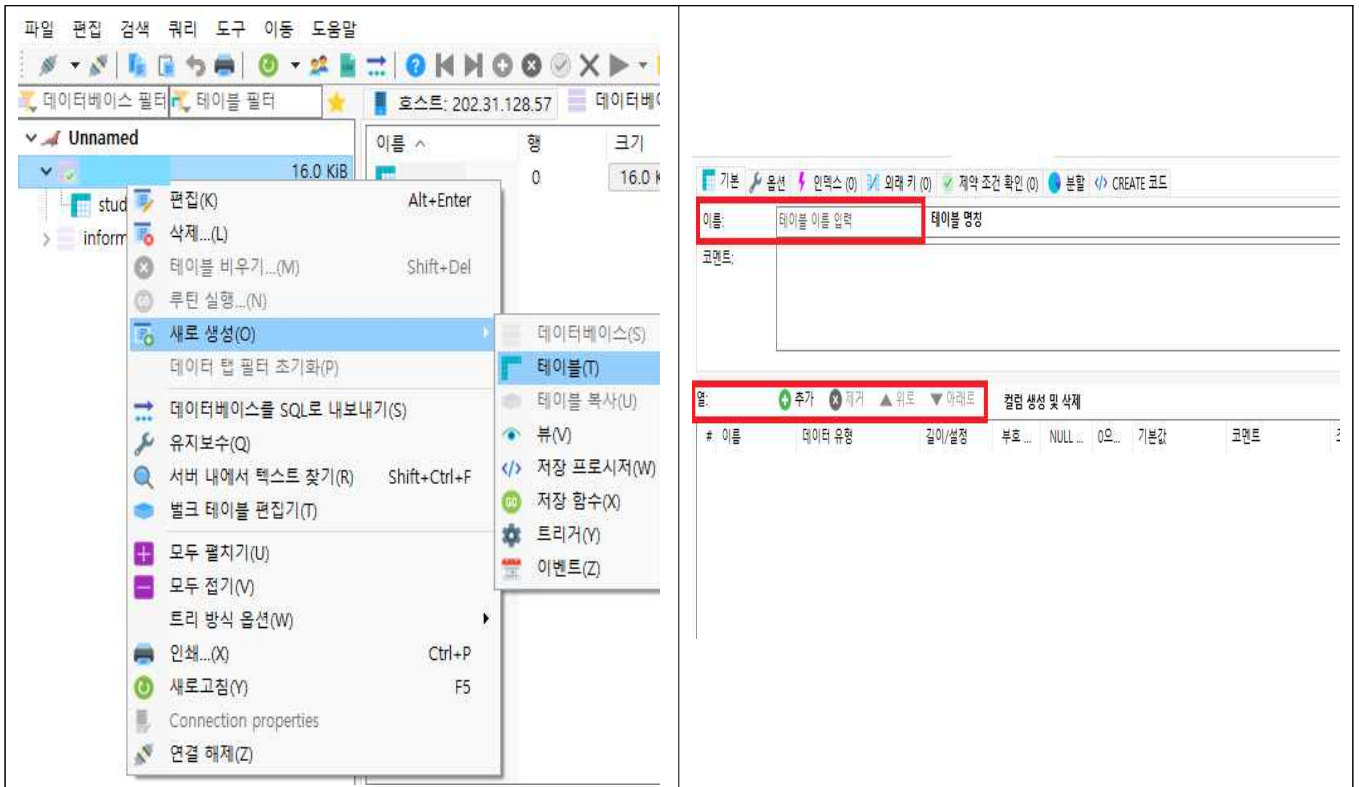 파일 편집 검색 쿼리 도구 이동 도움말
데이터베이스 필터 테이블 필터
호스트: 202.31.128.57 데이터베
Unnamed
이름 행 크기
16.0 KiB
0 16.0 K
stud
inform
편집(K) Alt+Enter
삭제...(L)
테이블 비우기...(M) Shift+Del
루틴 실행...(N)
새로 생성(O)
데이터 탭 필터 초기화(P)
데이터베이스를 SQL로 내보내기(S)
유지보수(Q)
서버 내에서 텍스트 찾기(R) Shift+Ctrl+F
벌크 테이블 편집기(T)
모두 펼치기(U)
모두 접기(V)
트리 방식 옵션(W)
인쇄...(X) Ctrl+P
새로고침(Y) F5
Connection properties
연결 해제(Z)
데이터베이스(S)
테이블(T)
테이블 복사(U)
뷰(V)
저장 프로시저(W)
저장 함수(X)
트리거(Y)
이벤트(Z)
기본 옵션 인덱스 (0) 외래 키 (0) 제약 조건 확인 (0) 분할 </> CREATE 코드
이름: 테이블 이름 입력 테이블 명칭
코멘트:
열: 추가 제거 위로 아래로 컬럼 생성 및 삭제
# 이름 데이터 유형 길이/설정 부호 ... NULL ... 0으... 기본값 코멘트